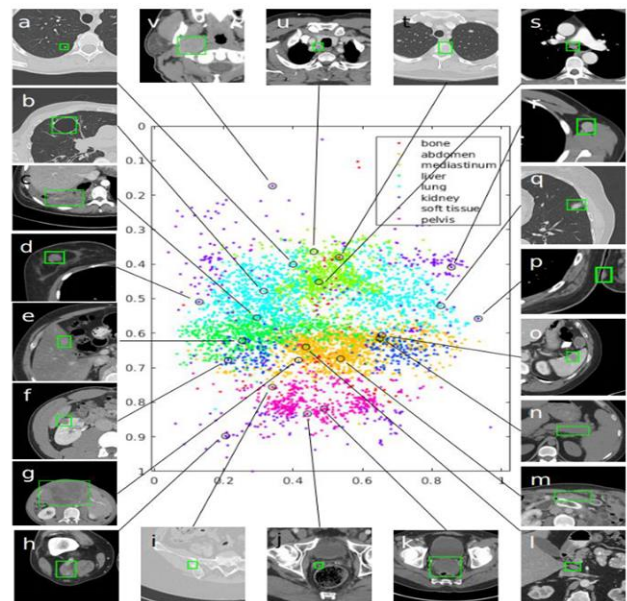 a
v
u
t
s
b
r
c
q
d
p
e
o
f
n
g
m
h
i
j
k
l
0
0.1
0.2
0.3
0.4
0.5
0.6
0.7
0.8
0.9
1
0.2
0.4
0.6
0.8
1
bone
abdomen
mediastinum
liver
lung
kidney
soft tissue
pelvis